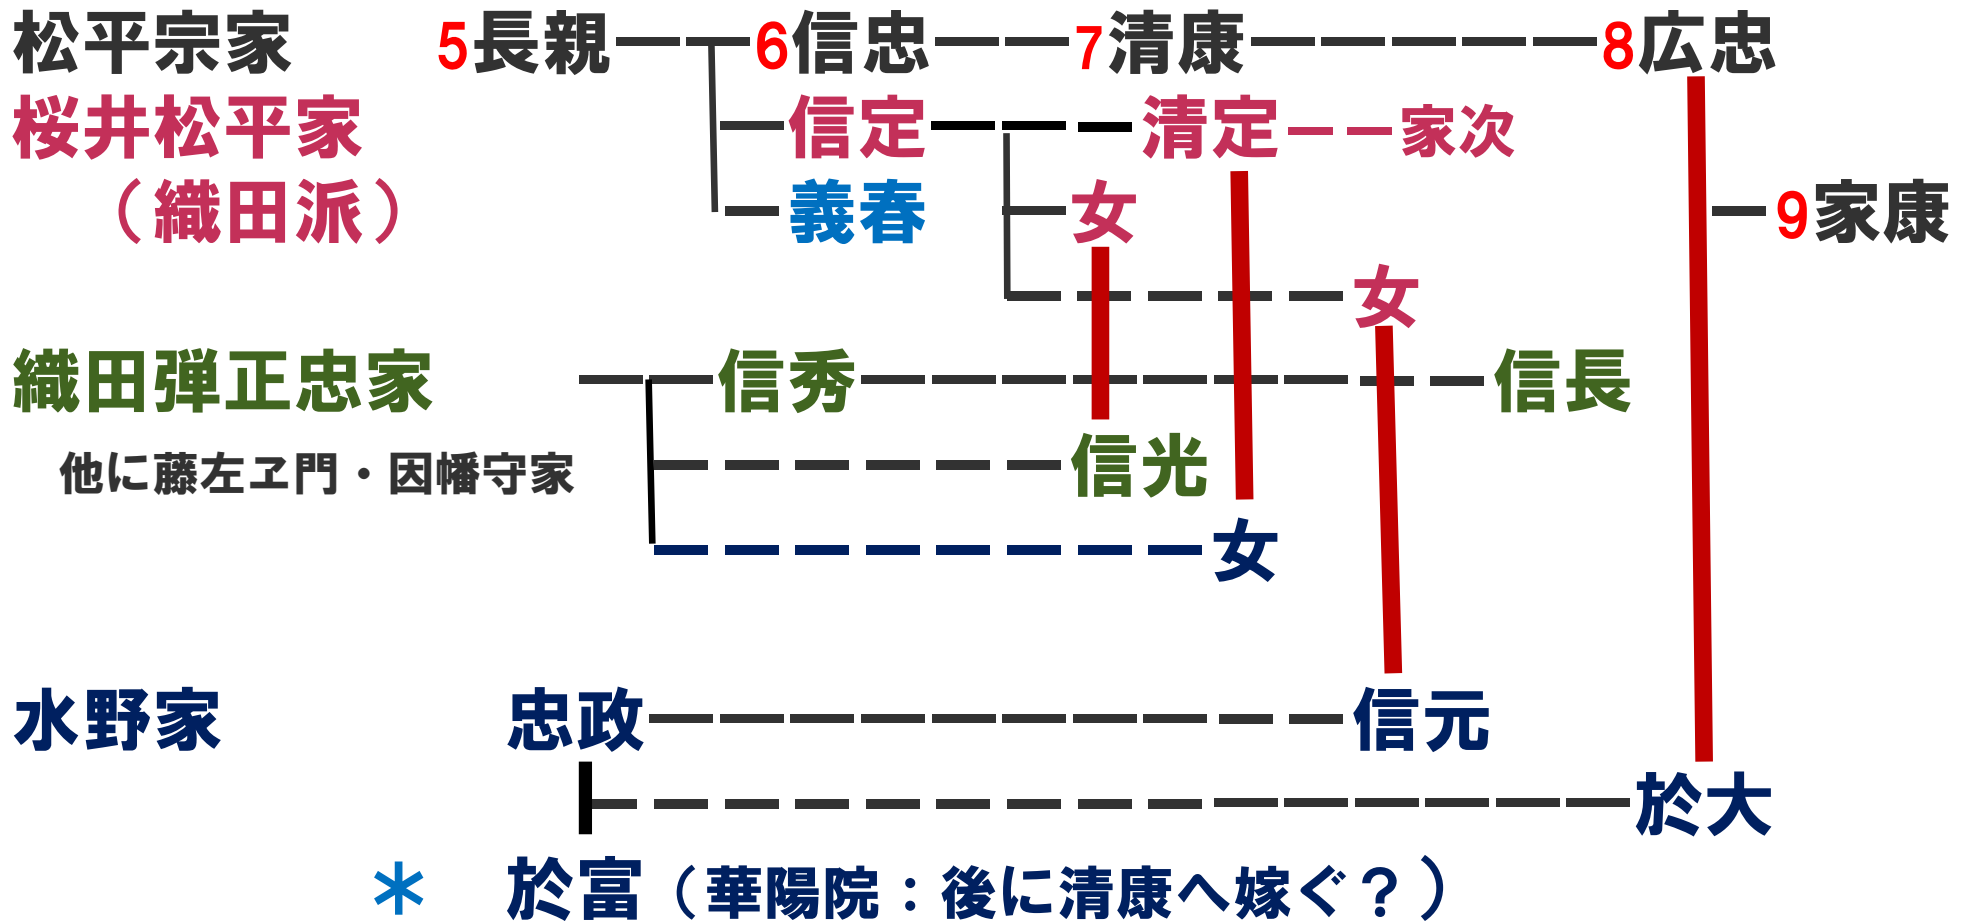 松平宗家 5長親 6信忠 7清康 8広忠
桜井松平家 信定 清定 家次
（織田派） 義春 女 9家康
女
織田弾正忠家 信秀 信長
他に藤左ヱ門・因幡守家 信光
女
水野家 忠政 信元
於大
＊ 於富（華陽院：後に清康へ嫁ぐ？）